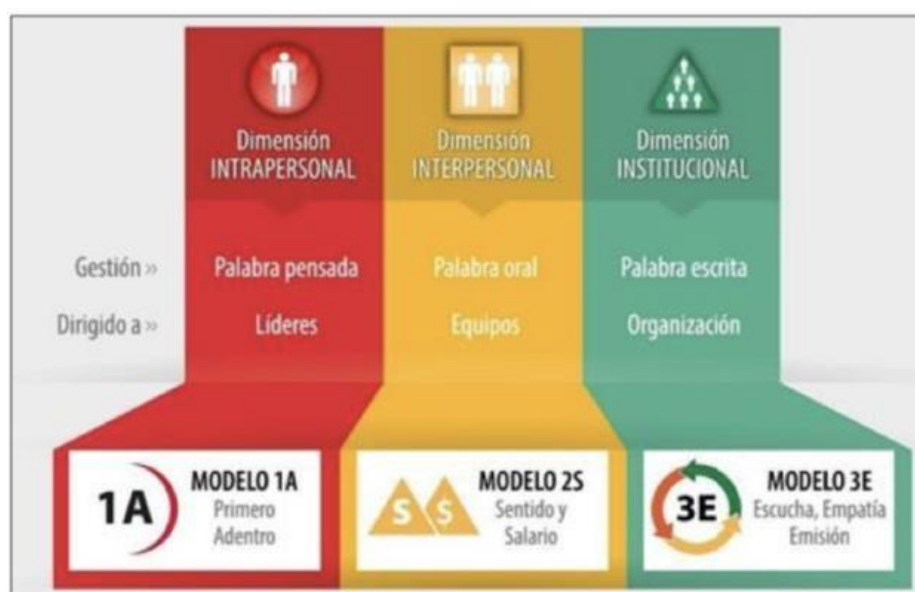 Dimensión
INTRAPERSONAL
Dimensión
INTERPERSONAL
Dimensión
INSTITUCIONAL
Gestión »
Palabra pensada
Palabra oral
Palabra escrita
Dirigido a »
Líderes
Equipos
Organización
1A
MODELO 1A
Primero
Adentro
S
$
MODELO 2S
Sentido y
Salario
3E
MODELO 3E
Escucha, Empatía
Emisión